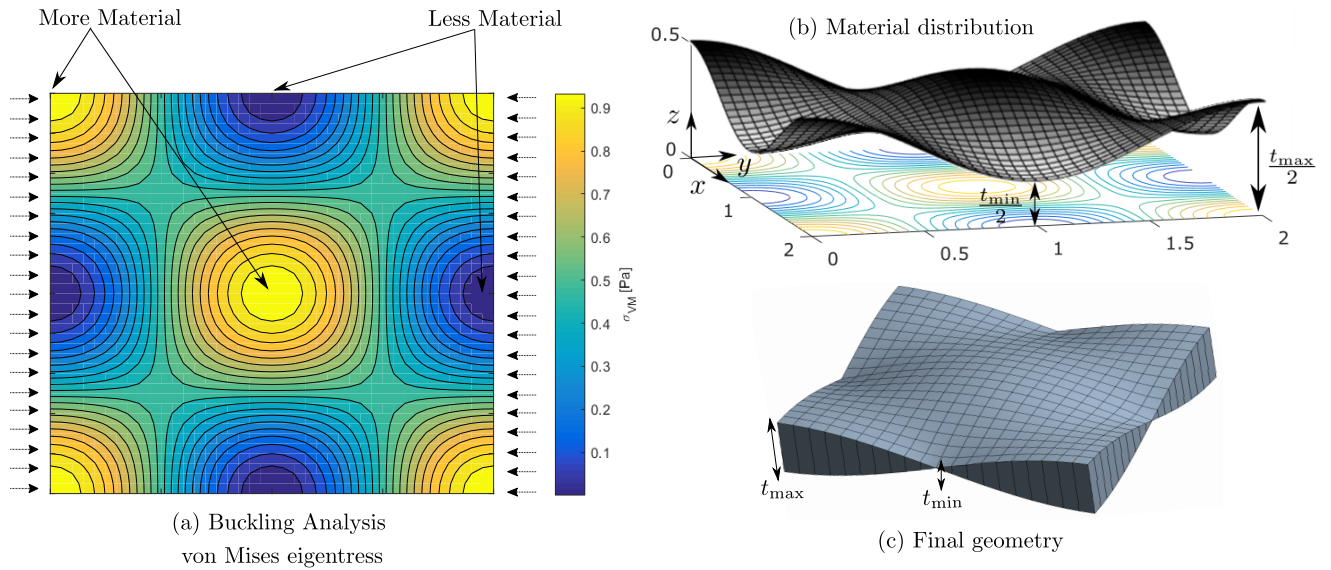 More Material
Less Material
0.9
0.8
0.7
0.6
0.5
0.4
0.3
0.2
0.1
σVM [Pa]
(a) Buckling Analysis
von Mises eigentress
(b) Material distribution
0.5
z
0
0
y
x
1
2
0
0.5
1
1.5
2
tmin/2
tmax/2
tmax
tmin
(c) Final geometry